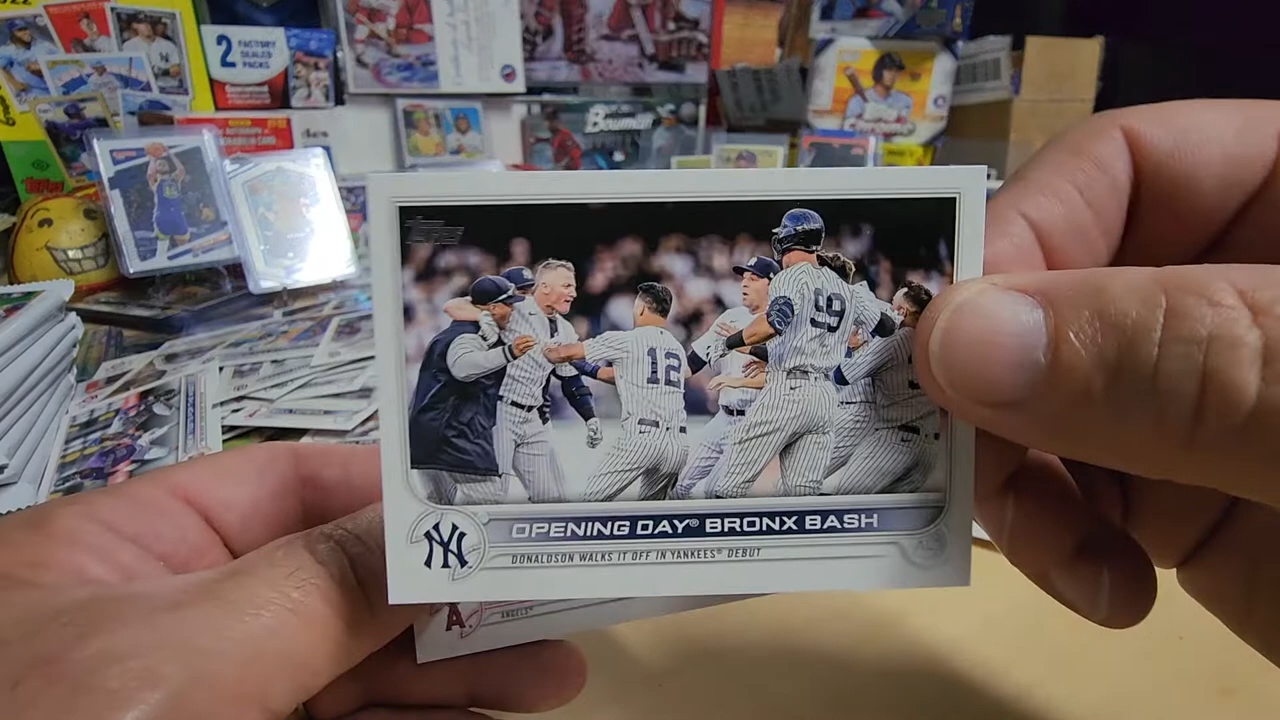 2 FACTORY
SEALED
PACKS
Bowman
Topps
Topps
99
12
OPENING DAY® BRONX BASH
NY
DONALDSON WALKS IT OFF IN YANKEES® DEBUT
A
ANGELS®